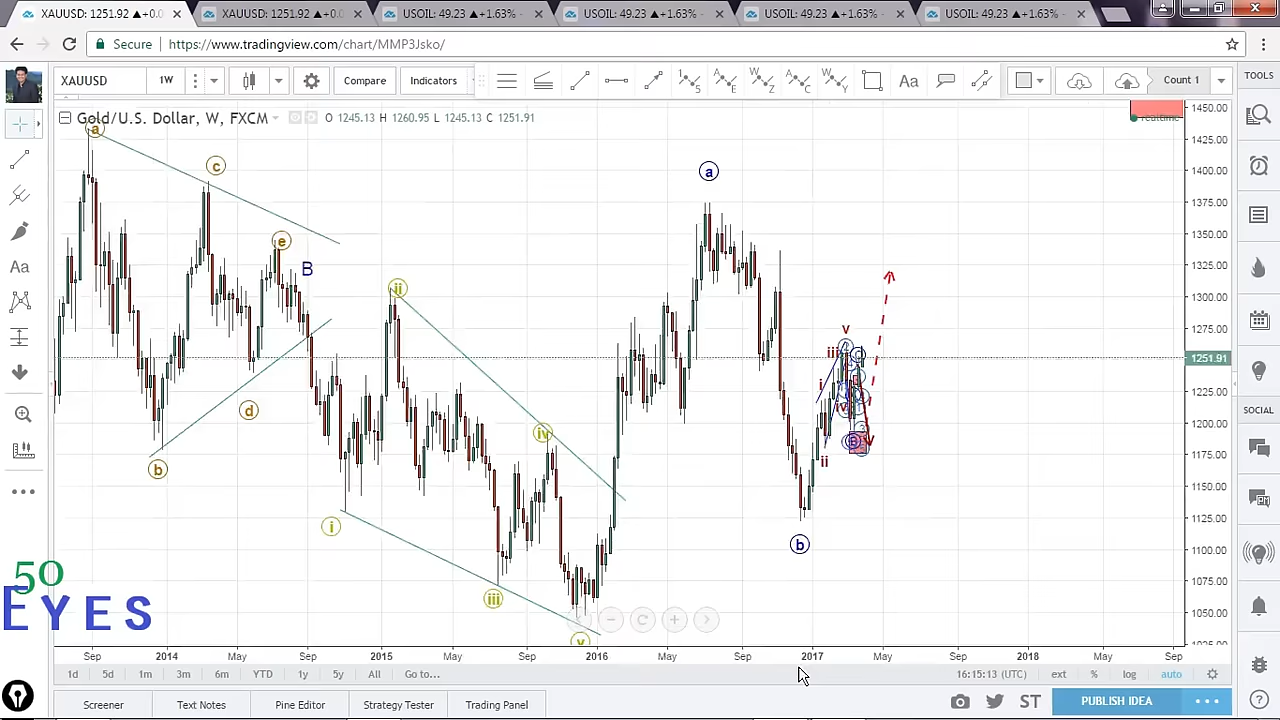 XAUUSD: 1251.92 ▲+0.0
XAUUSD: 1251.92 ▲+0.0
USOIL: 49.23 ▲+1.63%
USOIL: 49.23 ▲+1.63%
USOIL: 49.23 ▲+1.63%
USOIL: 49.23 ▲+1.63%
Secure
https://www.tradingview.com/chart/MMP3Jsko/
XAUUSD
1W
Compare
Indicators
Count 1
TOOLS
Gold/U.S. Dollar, W, FXCM
O 1245.13 H 1260.95 L 1245.13 C 1251.91
realtime
1450.00
1425.00
1400.00
1375.00
1350.00
1325.00
1300.00
1275.00
1251.91
1225.00
1200.00
1175.00
1150.00
1125.00
1100.00
1075.00
1050.00
a
c
e
B
d
b
ii
iv
i
iii
v
a
b
v
iii
i
iv
ii
SOCIAL
Aa
Aa
50
EYES
Sep
2014
May
Sep
2015
May
Sep
2016
May
Sep
2017
May
Sep
2018
May
Sep
1d
5d
1m
3m
6m
YTD
1y
5y
All
Go to...
16:15:13 (UTC)
ext
%
log
auto
Screener
Text Notes
Pine Editor
Strategy
Trading Panel
ST
PUBLISH IDEA